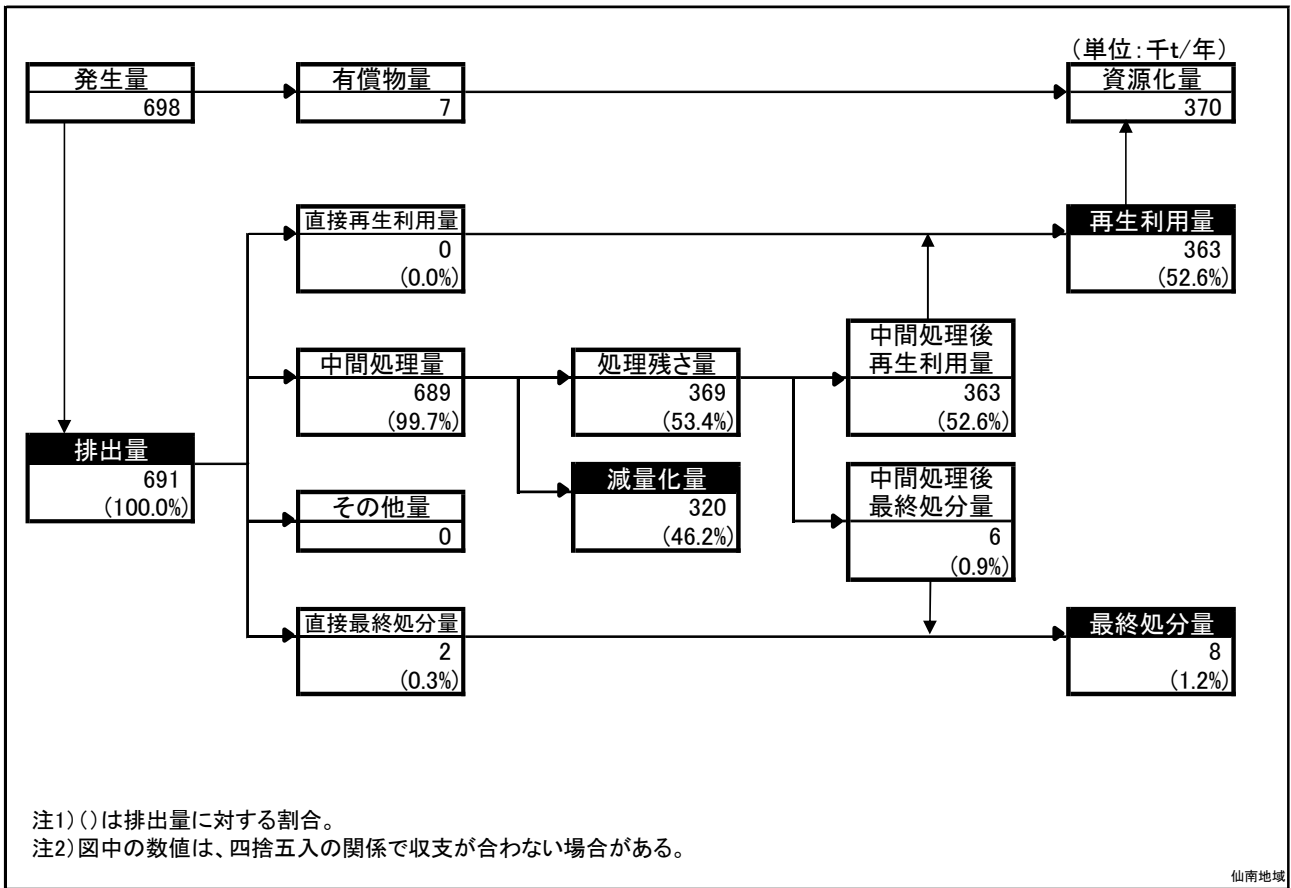 (単位:千t/年)
発生量
698
有償物量
7
資源化量
370
直接再生利用量
0
(0.0%)
再生利用量
363
(52.6%)
中間処理量
689
(99.7%)
処理残さ量
369
(53.4%)
中間処理後
再生利用量
363
(52.6%)
排出量
691
(100.0%)
減量化量
320
(46.2%)
中間処理後
最終処分量
6
(0.9%)
その他量
0
直接最終処分量
2
(0.3%)
最終処分量
8
(1.2%)
注1)()は排出量に対する割合。
注2)図中の数値は、四捨五入の関係で収支が合わない場合がある。
仙南地域